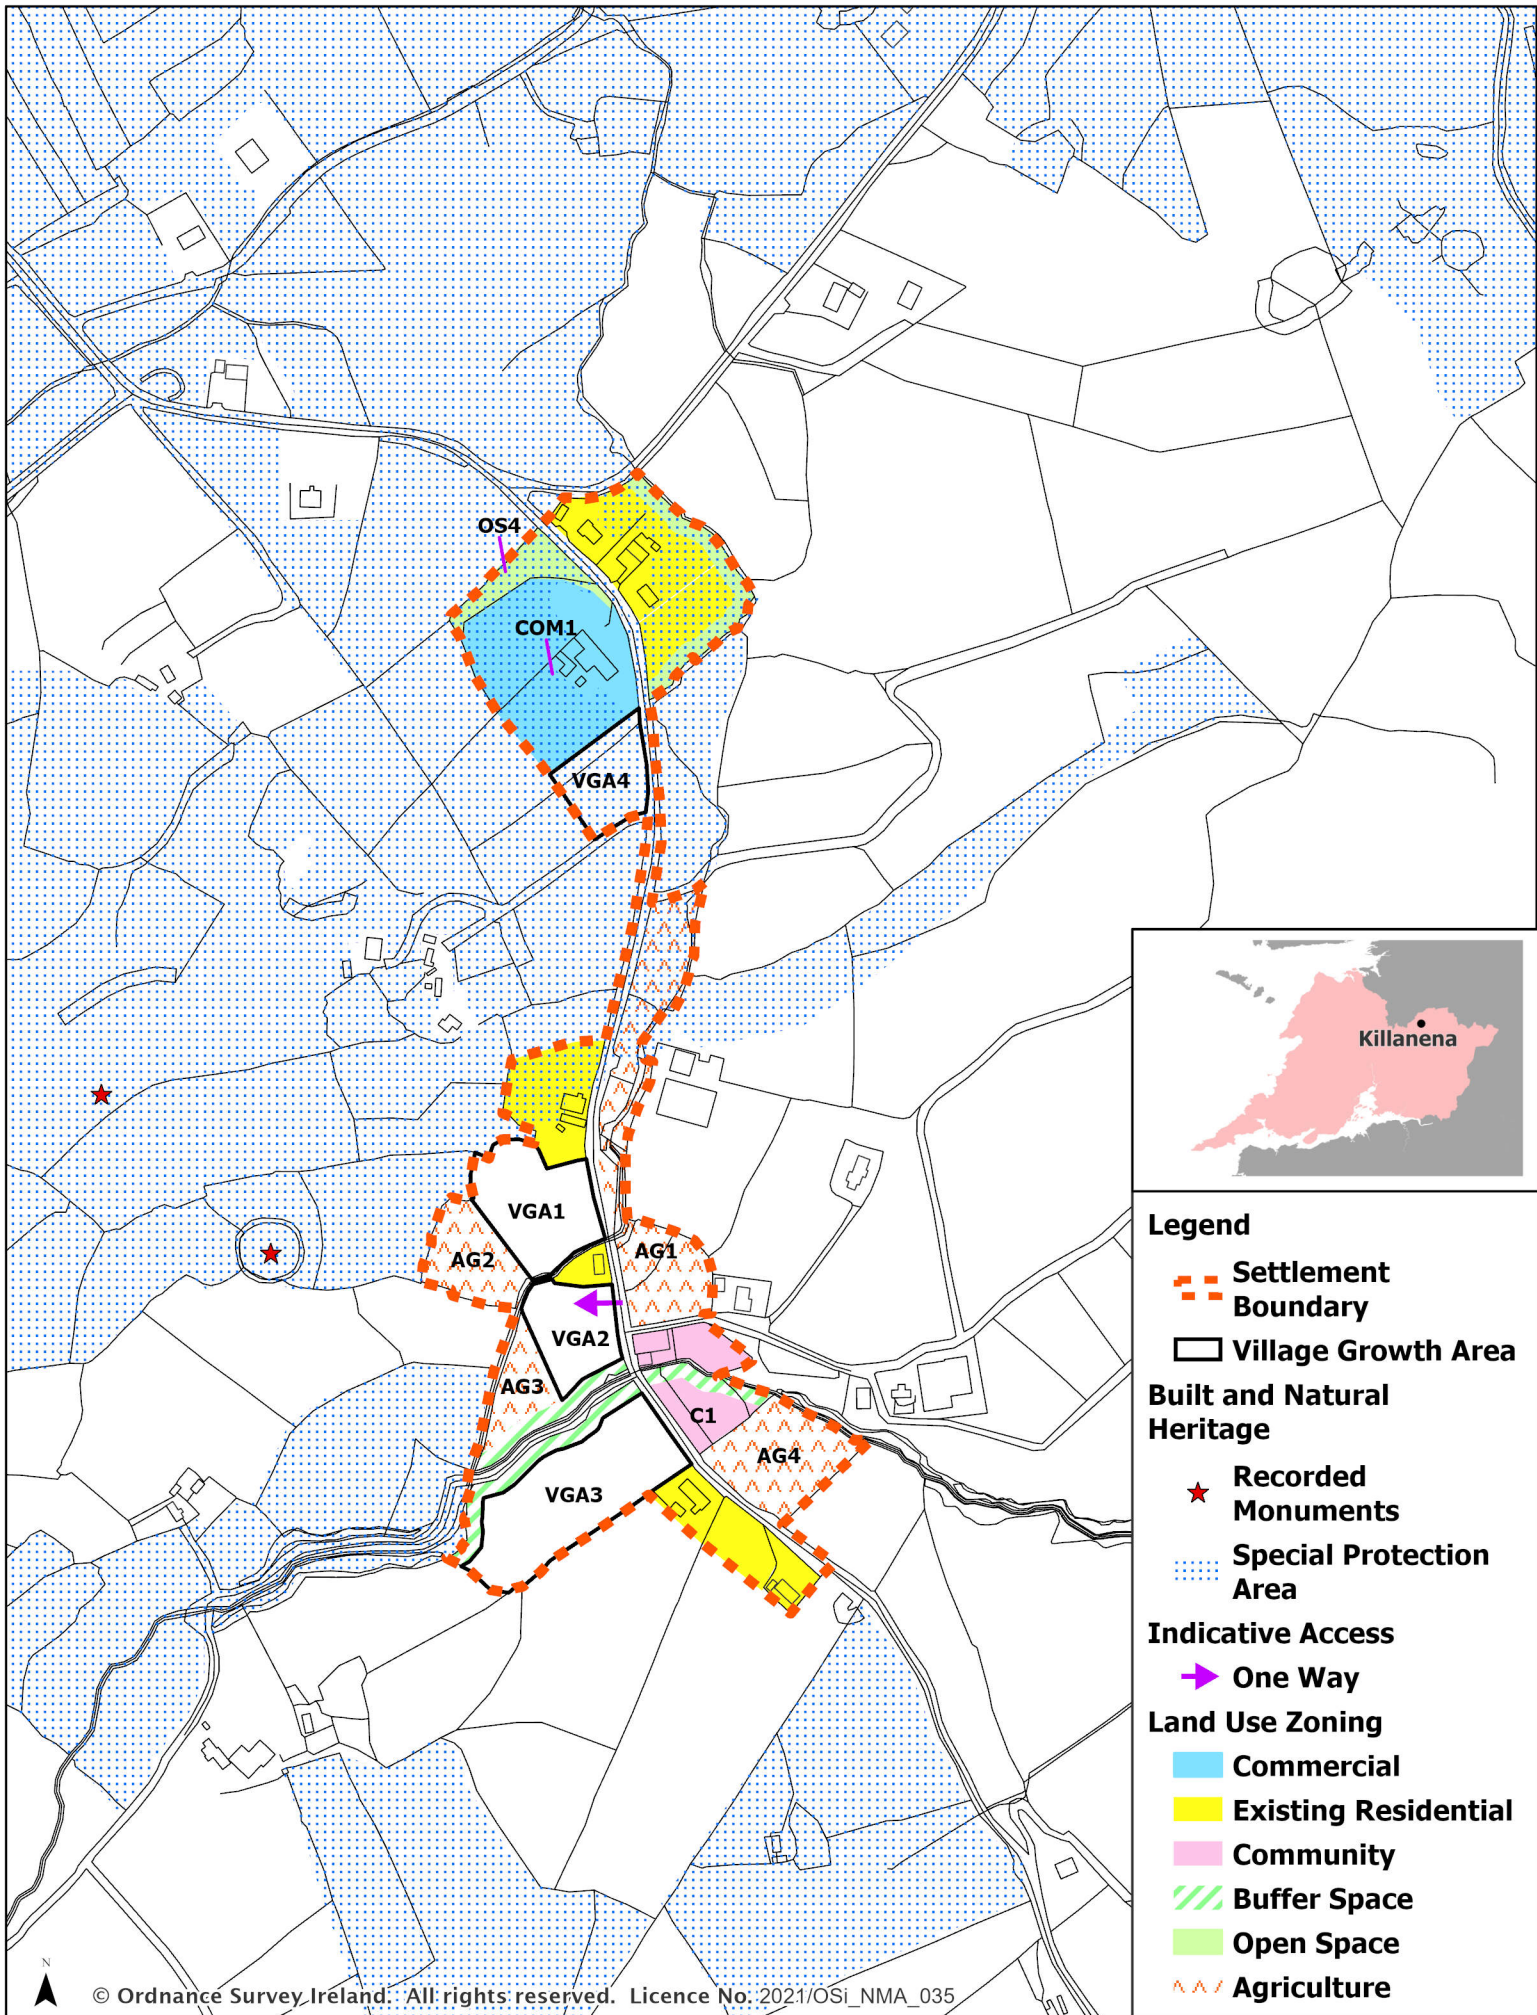 OS4
COM1
VGA4
VGA1
AG2
AG1
VGA2
AG3
C1
AG4
VGA3
Killanena
Legend
Settlement
Boundary
Village Growth Area
Built and Natural
Heritage
Recorded
Monuments
Special Protection
Area
Indicative Access
One Way
Land Use Zoning
Commercial
Existing Residential
Community
Buffer Space
Open Space
Agriculture
N
© Ordnance Survey Ireland. All rights reserved. Licence No. 2021/OSi_NMA_035